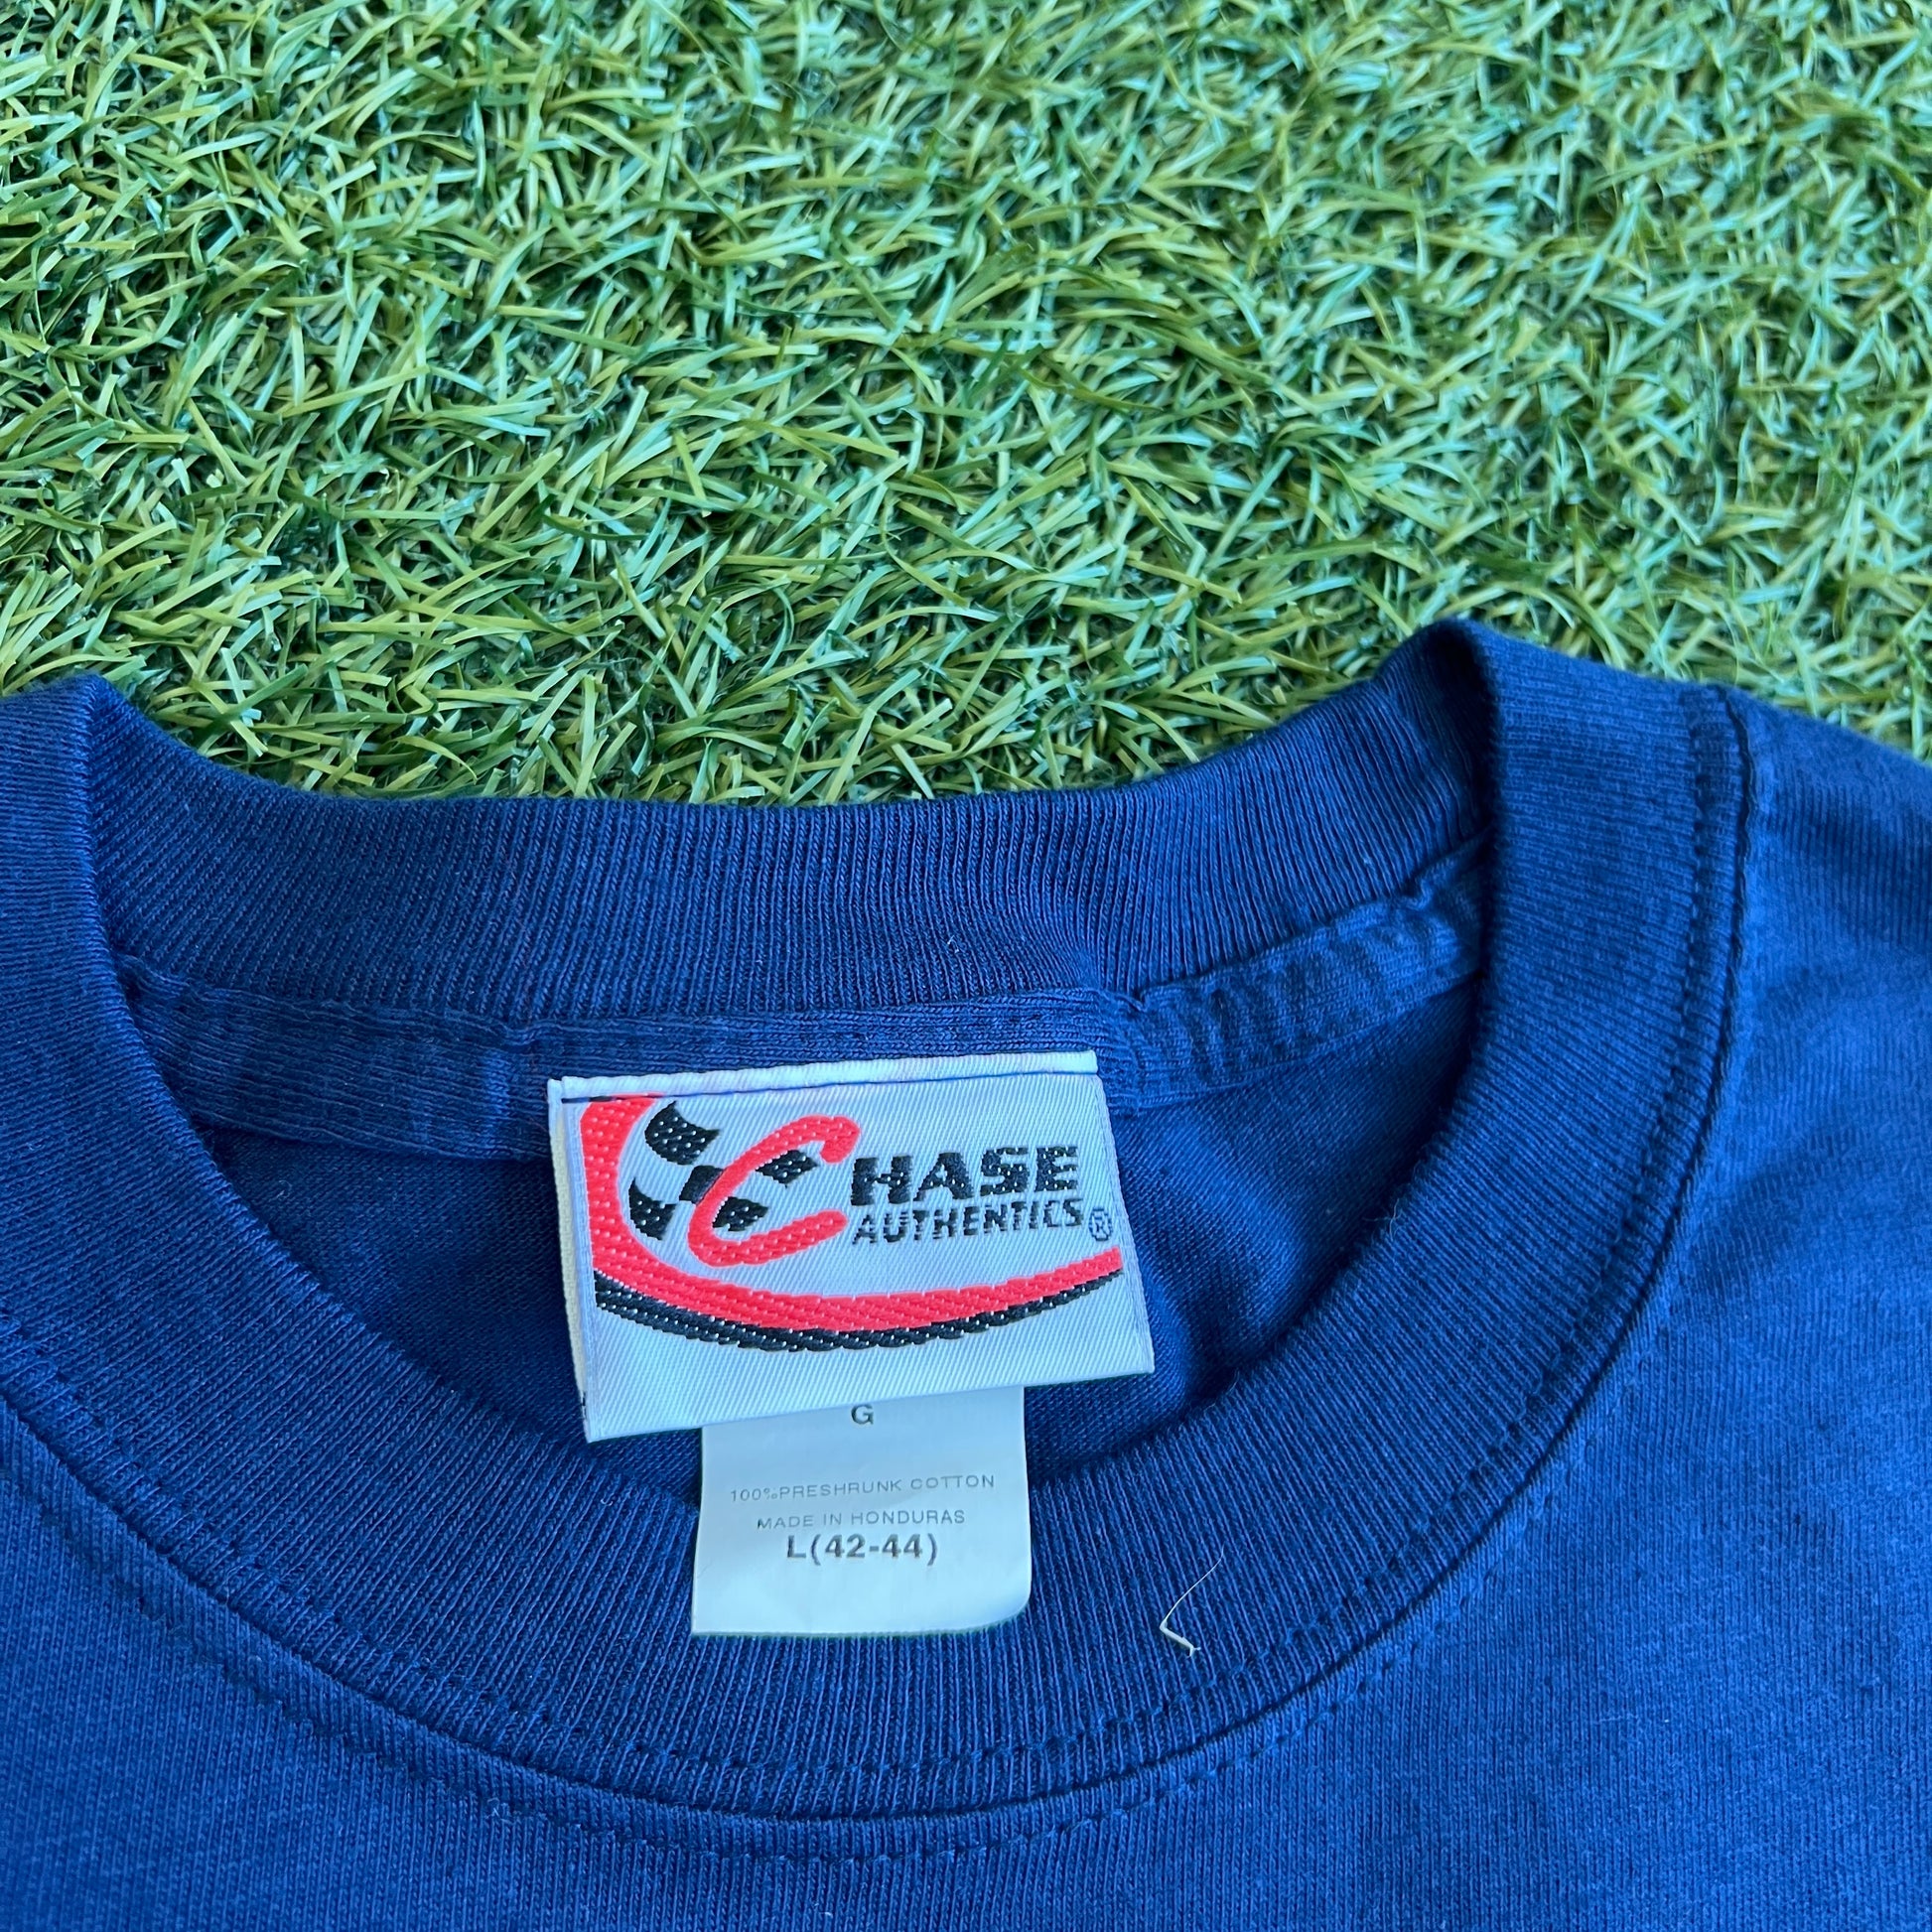 CHASE
AUTHENTICS®
G
100%PRESHRUNK COTTON
MADE IN HONDURAS
L(42-44)